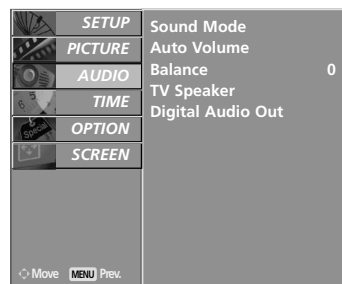 SETUP
PICTURE
AUDIO
TIME
OPTION
SCREEN
Sound Mode
Auto Volume
Balance 0
TV Speaker
Digital Audio Out
Move MENU Prev.